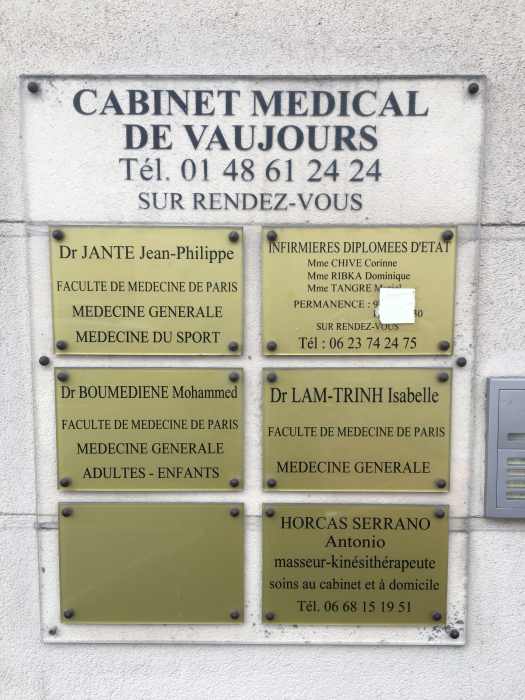 CABINET MEDICAL
DE VAUJOURS
Tél. 01 48 61 24 24
SUR RENDEZ-VOUS
Dr JANTE Jean-Philippe
FACULTE DE MEDECINE DE PARIS
MEDECINE GENERALE
MEDECINE DU SPORT
INFIRMIERES DIPLOMEES D'ETAT
Mme CHIVE Corinne
Mme RIBKA Dominique
Mme TANGRE
PERMANENCE :
SUR RENDEZ-VOUS
Tél : 06 23 74 24 75
Dr BOUMEDIENE Mohammed
FACULTE DE MEDECINE DE PARIS
MEDECINE GENERALE
ADULTES - ENFANTS
Dr LAM-TRINH Isabelle
FACULTE DE MEDECINE DE PARIS
MEDECINE GENERALE
HORCAS SERRANO
Antonio
masseur-kinésithérapeute
soins au cabinet et à domicile
Tél. 06 68 15 19 51